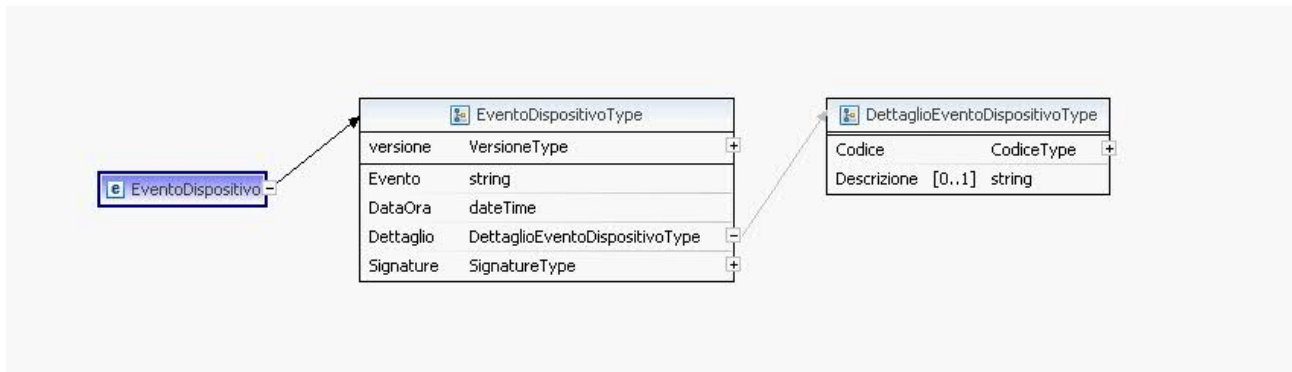 e EventoDispositivo
EventoDispositivoType
versione VersioneType
Evento string
DataOra dateTime
Dettaglio DettaglioEventoDispositivoType
Signature SignatureType
DettaglioEventoDispositivoType
Codice CodiceType
Descrizione [0..1] string